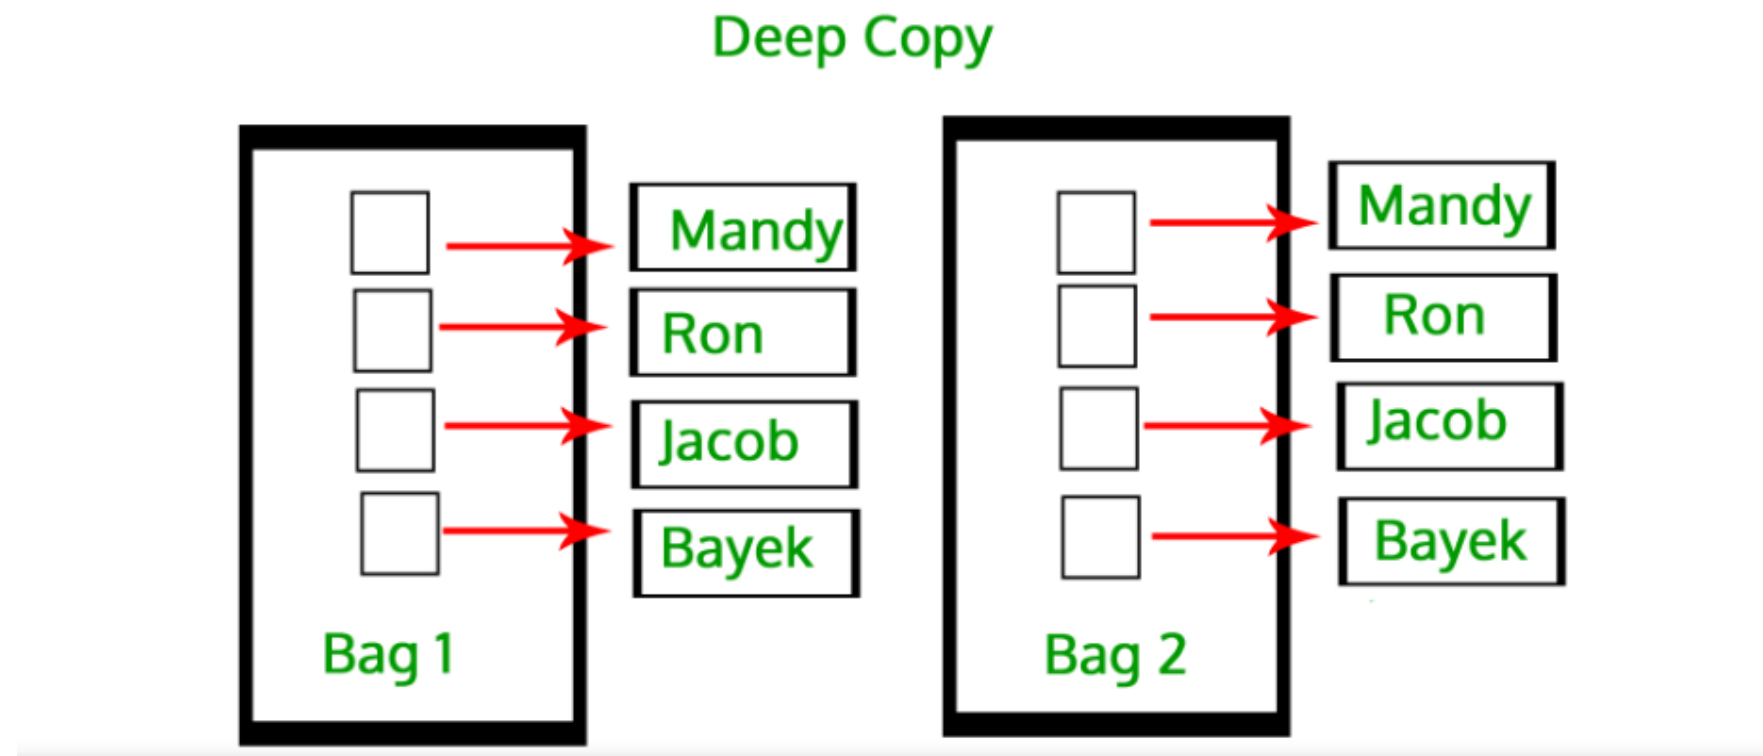 Deep Copy
Mandy
Ron
Jacob
Bayek
Bag 1
Mandy
Ron
Jacob
Bayek
Bag 2